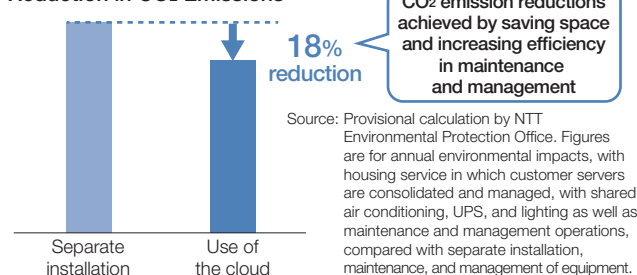 Reduction in CO2 Emissions
CO2 emission reductions
achieved by saving space
and increasing efficiency
in maintenance
and management
18%
reduction
Source: Provisional calculation by NTT
Environmental Protection Office. Figures
are for annual environmental impacts, with
housing service in which customer servers
are consolidated and managed, with shared
air conditioning, UPS, and lighting as well as
maintenance and management operations,
compared with separate installation,
maintenance, and management of equipment.
Separate
installation
Use of
the cloud